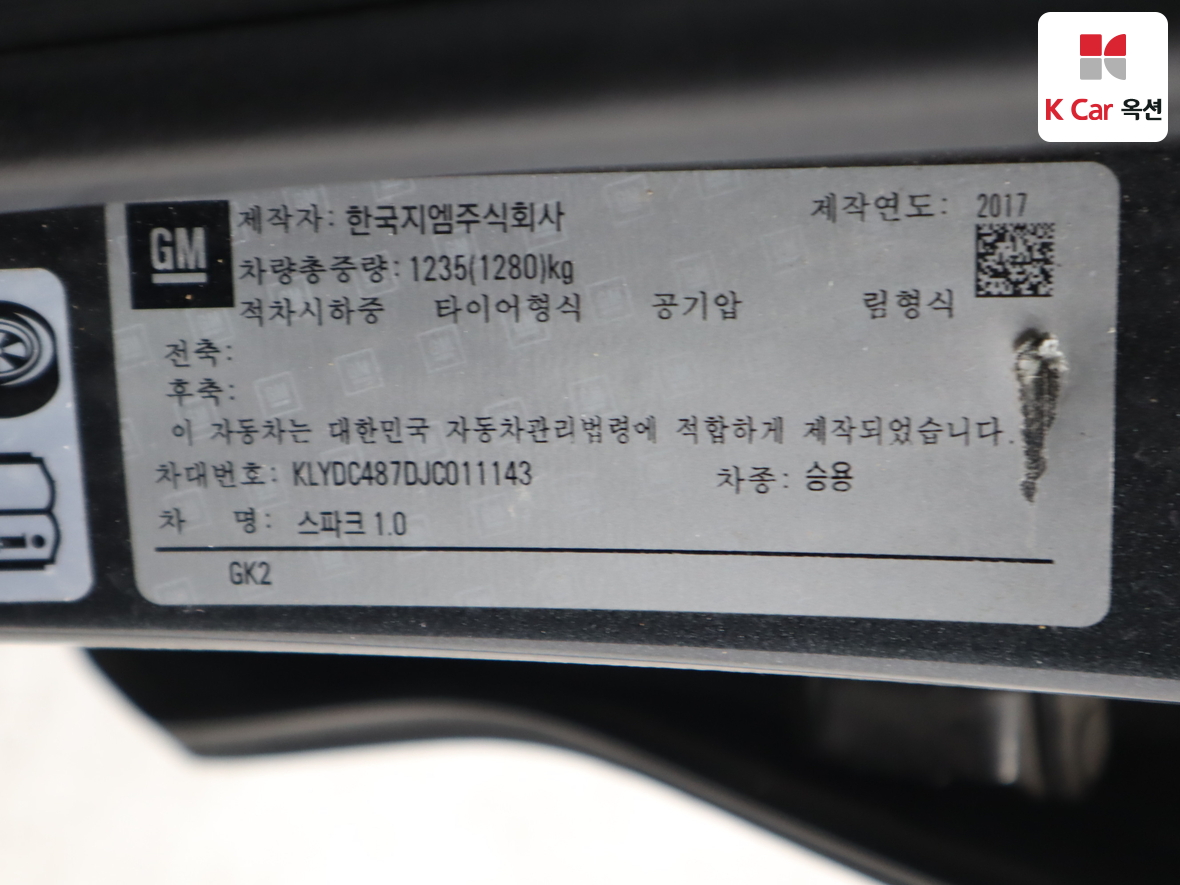 K Car 옥션
GM 제작자: 한국지엠주식회사 제작연도: 2017
차량총중량: 1235(1280)kg
적차시하중 타이어형식 공기압 림형식
전축:
후축:
이 자동차는 대한민국 자동차관리법령에 적합하게 제작되었습니다.
차대번호: KLYDC487DJC011143 차종: 승용
차 명: 스파크 1.0
GK2